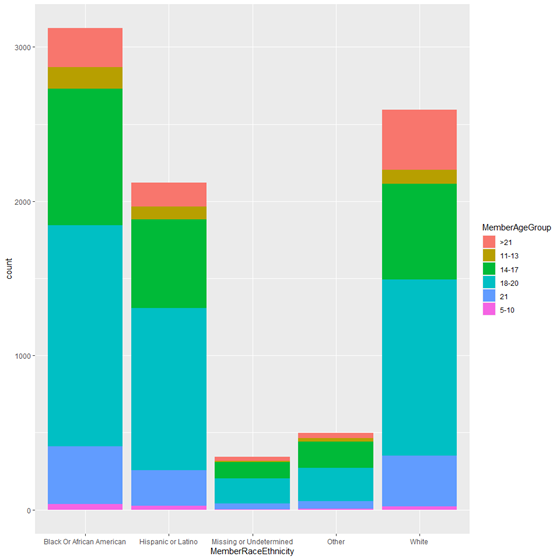 3000
2000
1000
0
count
Black Or African American Hispanic or Latino Missing or Undetermined Other White
MemberRaceEthnicity
MemberAgeGroup
>21
11-13
14-17
18-20
21
5-10